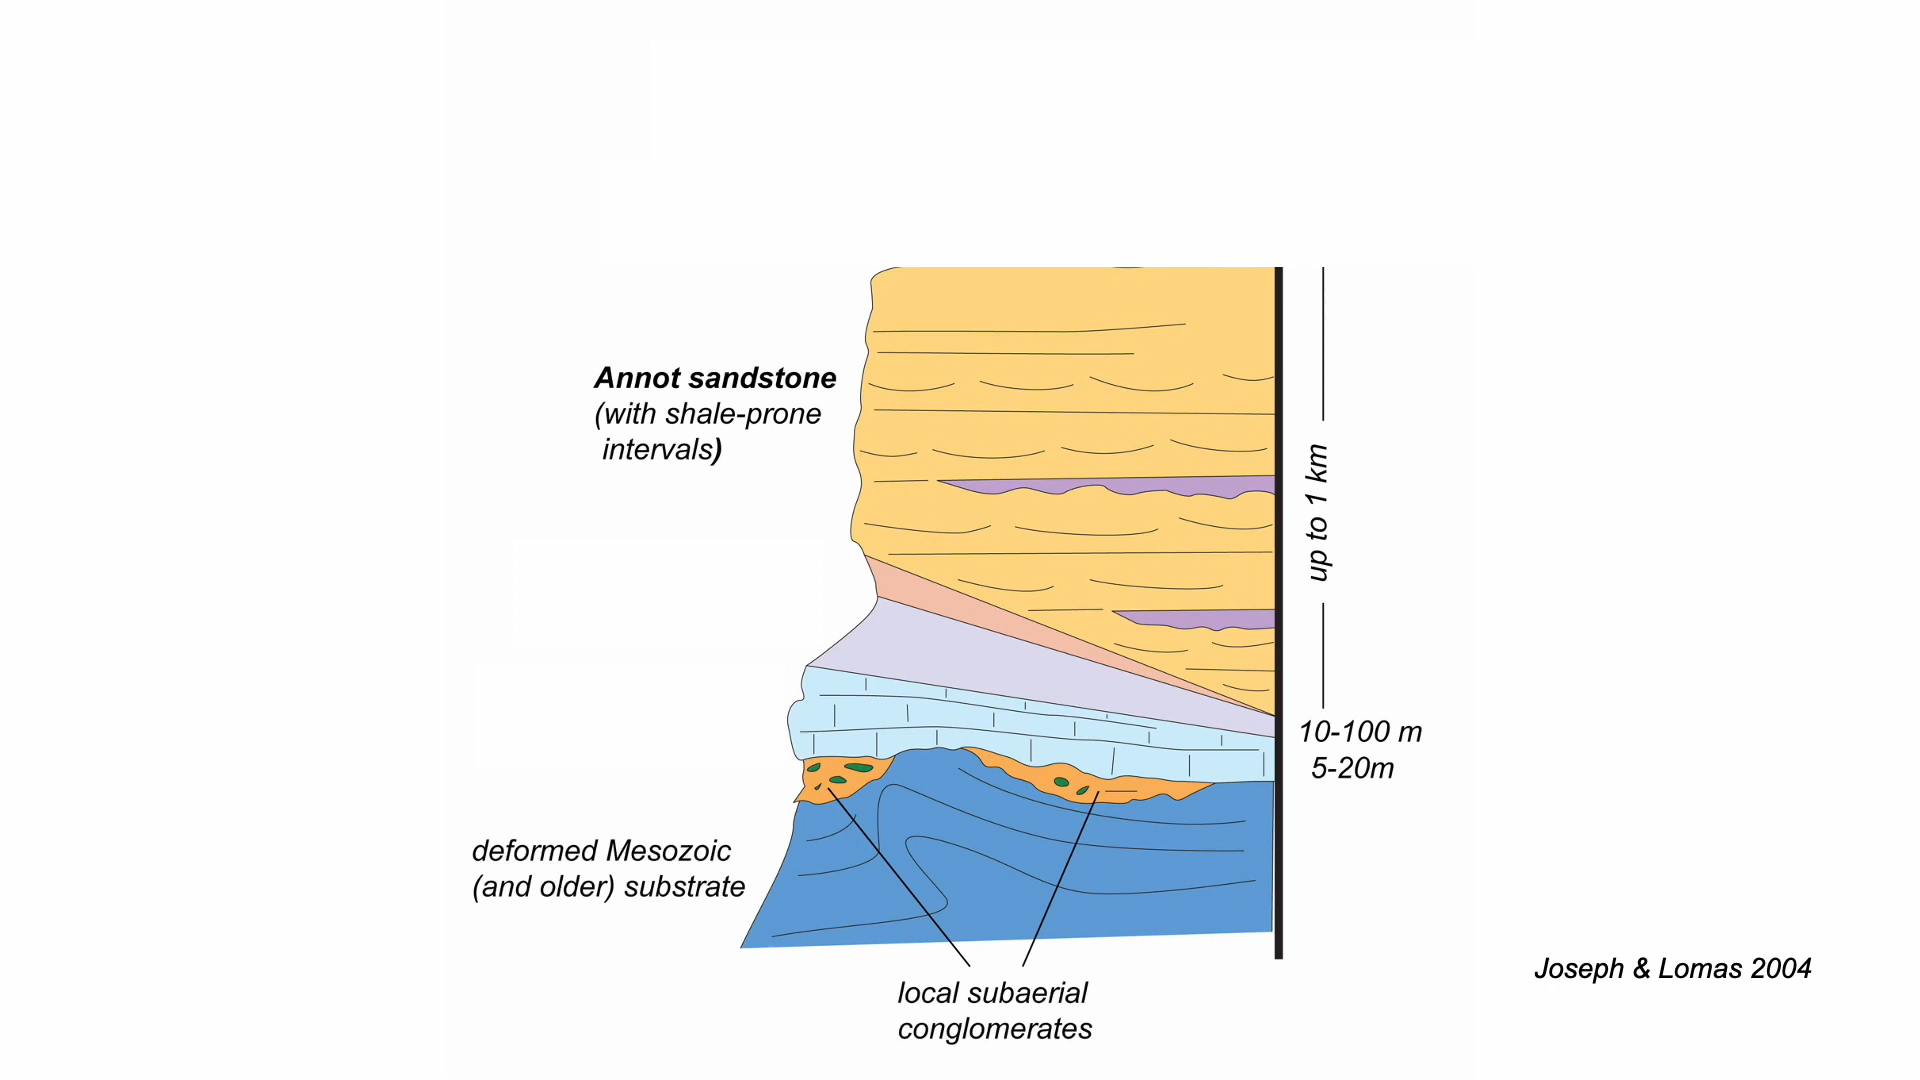 Annot sandstone
(with shale-prone
intervals)
up to 1 km
10-100 m
5-20m
deformed Mesozoic
(and older) substrate
Joseph & Lomas 2004
local subaerial
conglomerates